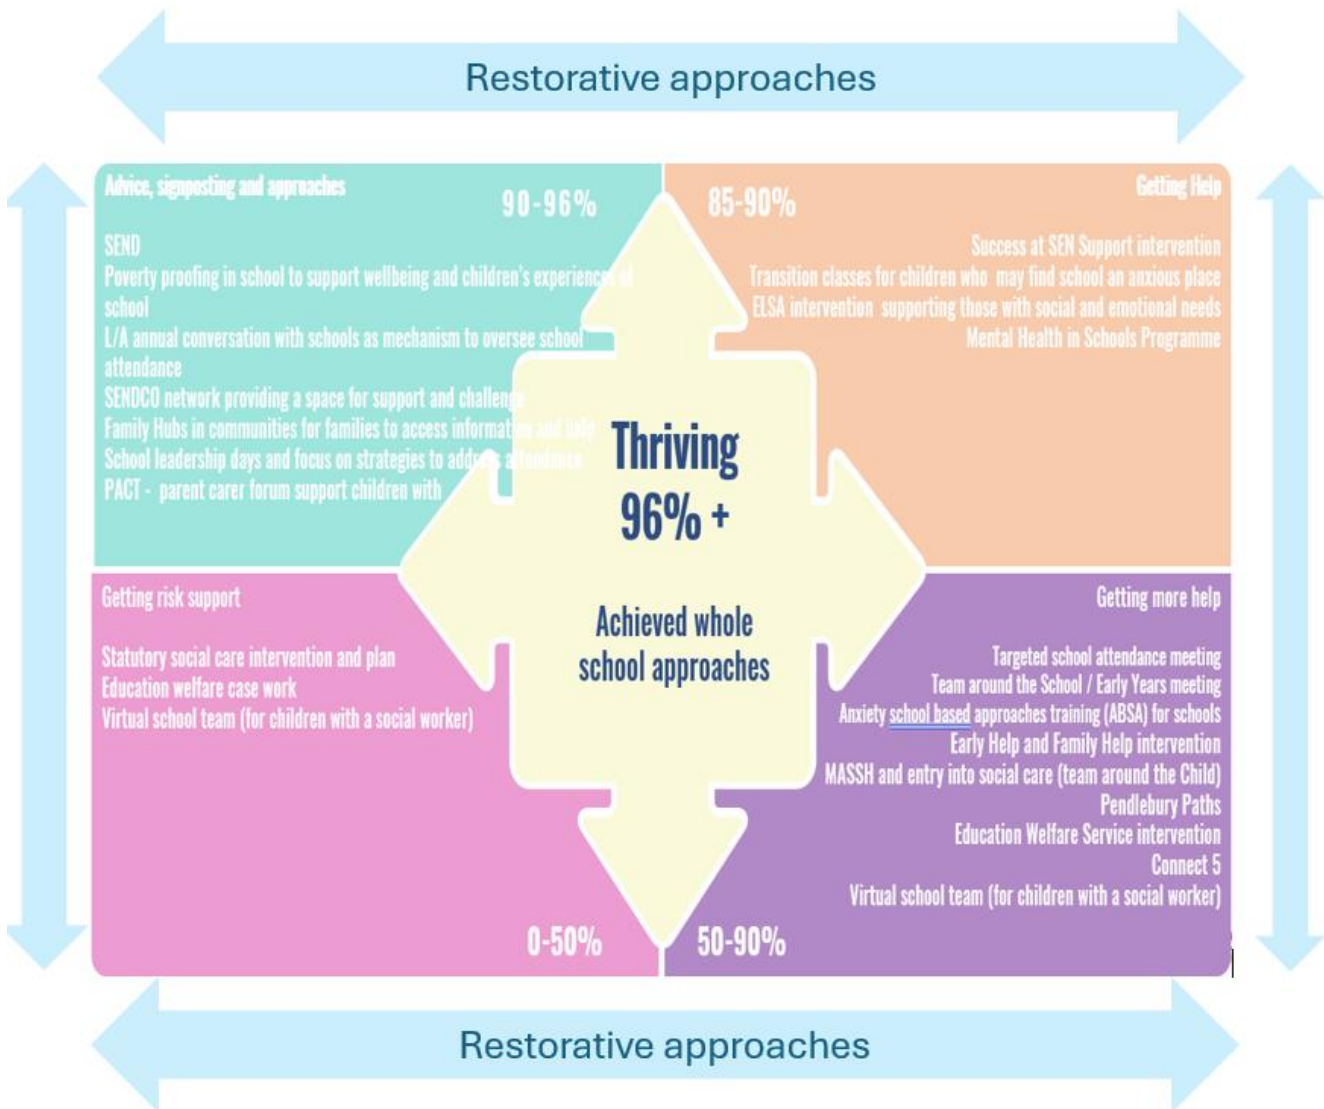 Restorative approaches
Advice, signposting and approaches
90-96%
SEND
Poverty proofing in school to support wellbeing and children's experiences of
school
L/A annual conversation with schools as mechanism to oversee school
attendance
SENDCO network providing a space for support and challenge
Family Hubs in communities for families to access information and help
School leadership days and focus on strategies to address attendance
PACT - parent carer forum support children with
85-90%
Getting Help
Success at SEN Support intervention
Transition classes for children who may find school an anxious place
ELSA intervention supporting those with social and emotional needs
Mental Health in Schools Programme
Thriving
96% +
Achieved whole
school approaches
Getting risk support
Statutory social care intervention and plan
Education welfare case work
Virtual school team (for children with a social worker)
0-50%
Getting more help
Targeted school attendance meeting
Team around the School / Early Years meeting
Anxiety school based approaches training (ABSA) for schools
Early Help and Family Help intervention
MASSH and entry into social care (team around the Child)
Pendlebury Paths
Education Welfare Service intervention
Connect 5
Virtual school team (for children with a social worker)
50-90%
Restorative approaches